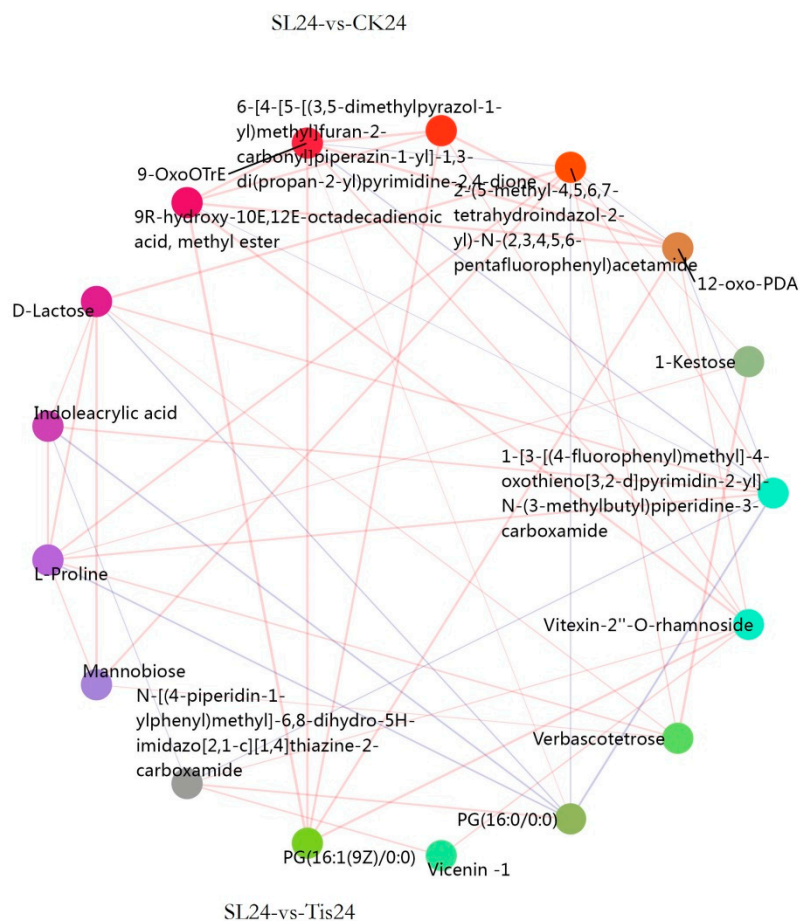 SL24-vs-CK24
6-[4-[5-[(3,5-dimethylpyrazol-1-
yl)methyl]furan-2-
carbonyl]piperazin-1-yl]-1,3-
di(propan-2-yl)pyrimidine-2,4-dione
9-OxoOTrE
2-(5-methyl-4,5,6,7-
tetrahydroindazol-2-
yl)-N-(2,3,4,5,6-
pentafluorophenyl)acetamide
9R-hydroxy-10E,12E-octadecadienoic
acid, methyl ester
12-oxo-PDA
D-Lactose
1-Kestose
Indoleacrylic acid
1-[3-[(4-fluorophenyl)methyl]-4-
oxothieno[3,2-d]pyrimidin-2-yl]-
N-(3-methylbutyl)piperidine-3-
carboxamide
L-Proline
Vitexin-2''-O-rhamnoside
Mannobiose
N-[(4-piperidin-1-
ylphenyl)methyl]-6,8-dihydro-5H-
imidazo[2,1-c][1,4]thiazine-2-
carboxamide
Verbascotetrose
PG(16:0/0:0)
PG(16:1(9Z)/0:0)
Vicenin -1
SL24-vs-Tis24